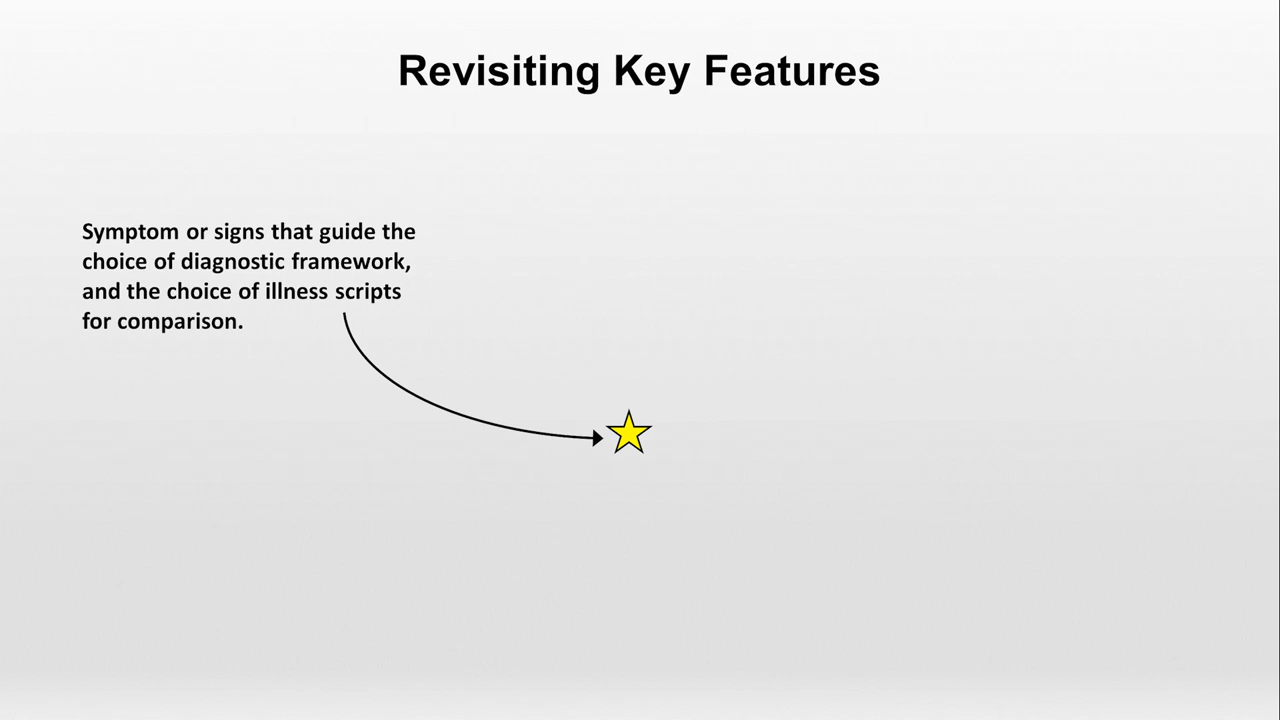 Revisiting Key Features
Symptom or signs that guide the
choice of diagnostic framework,
and the choice of illness scripts
for comparison.